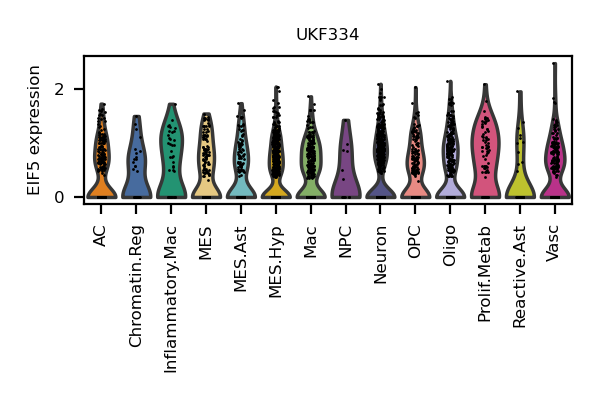 UKF334
EIF5 expression
2
0
AC
Chromatin.Reg
Inflammatory.Mac
MES
MES.Ast
MES.Hyp
Mac
NPC
Neuron
OPC
Oligo
Prolif.Metab
Reactive.Ast
Vasc